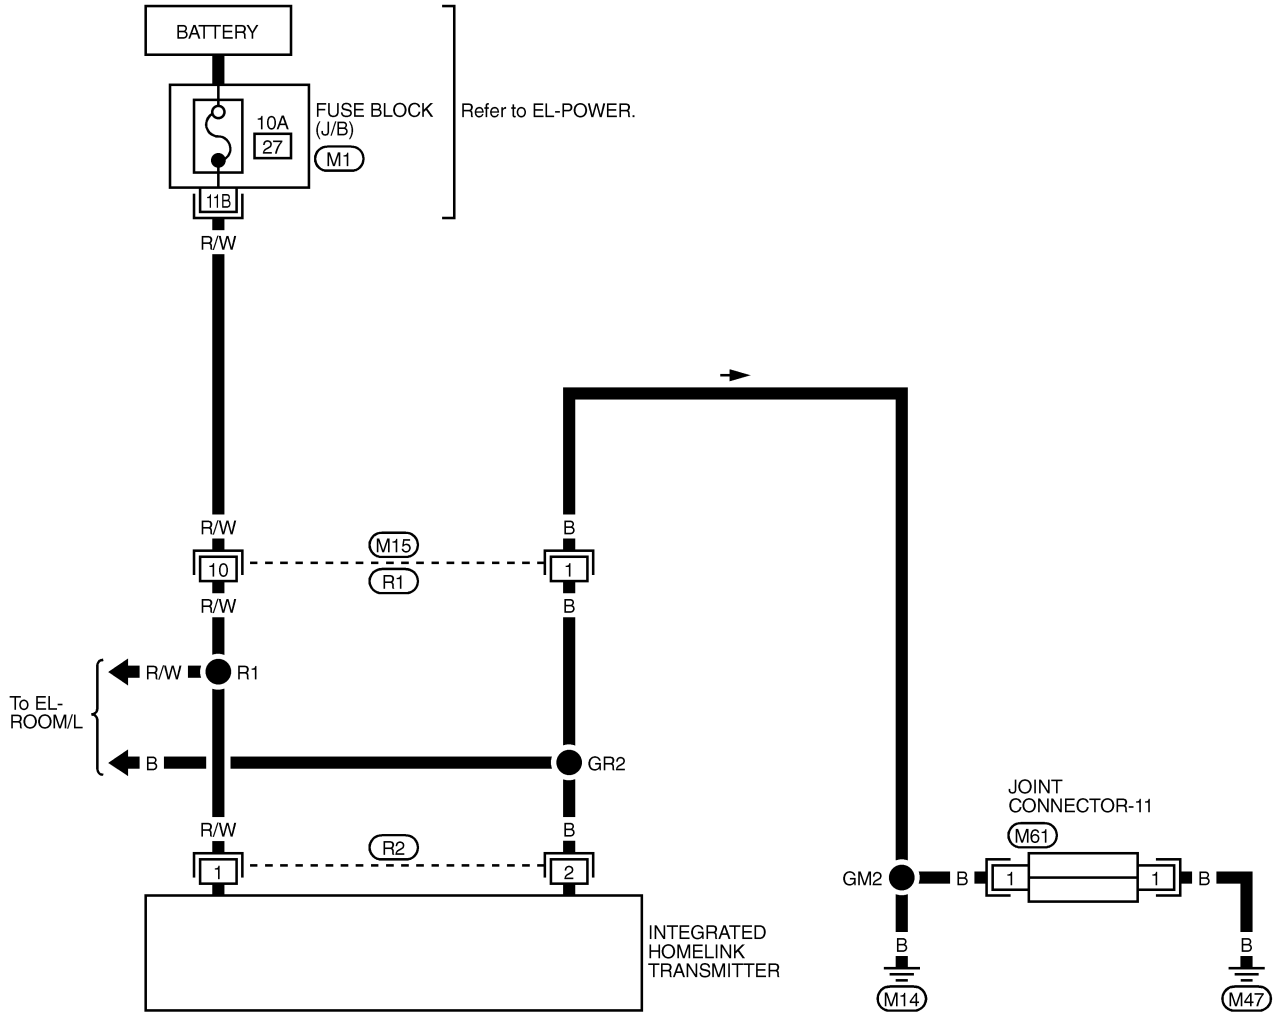 BATTERY
FUSE BLOCK
(J/B)
Refer to EL-POWER.
10A
27
M1
11B
R/W
R/W
M15
B
10
1
R1
R/W
B
R/W
R1
To EL-
ROOM/L
B
GR2
R/W
R2
B
1
2
JOINT
CONNECTOR-11
M61
GM2
B
1
1
B
INTEGRATED
HOMELINK
TRANSMITTER
B
B
M14
M47